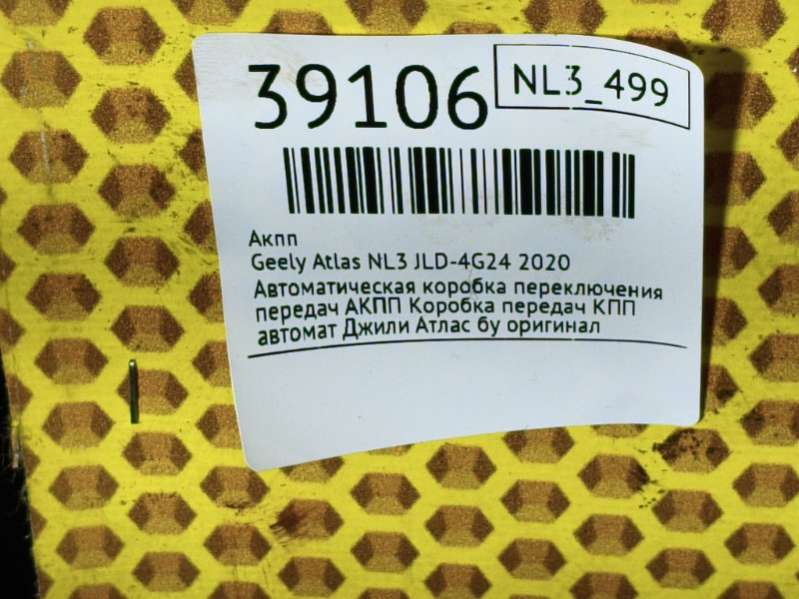 39106
NL3_499
Акпп
Geely Atlas NL3 JLD-4G24 2020
Автоматическая коробка переключения
передач АКПП Коробка передач КПП
автомат Джили Атлас бу оригинал